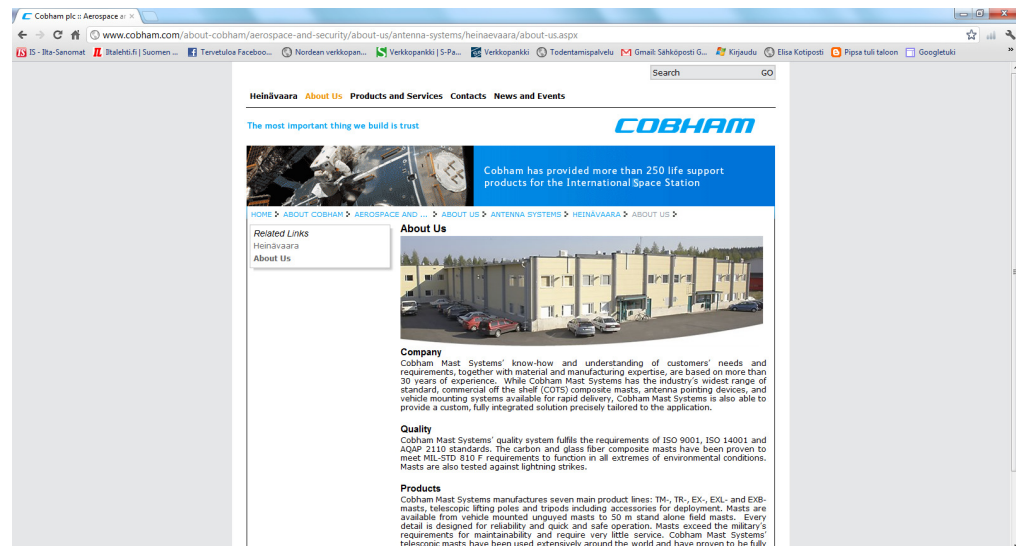 Cobham plc :: Aerospace ar
www.cobham.com/about-cobham/aerospace-and-security/about-us/antenna-systems/heinaevaara/about-us.aspx
IS - Ilta-Sanomat Iltalehti.fi | Suomen ... Tervetuloa Faceboo... Nordean verkkopan... Verkkopankki | S-Pa... Verkkopankki Todentamispalvelu Gmail: Sähköposti G... Kirjaudu Elisa Kotiposti Pipsa tuli taloon Googletuki »
Search GO
Heinävaara About Us Products and Services Contacts News and Events
The most important thing we build is trust
COBHAM
Cobham has provided more than 250 life support
products for the International Space Station
HOME ABOUT COBHAM AEROSPACE AND ... ABOUT US ANTENNA SYSTEMS HEINÄVAARA ABOUT US
Related Links
Heinävaara
About Us
About Us
Company
Cobham Mast Systems' know-how and understanding of customers' needs and
requirements, together with material and manufacturing expertise, are based on more than
30 years of experience. While Cobham Mast Systems has the industry's widest range of
standard, commercial off the shelf (COTS) composite masts, antenna pointing devices, and
vehicle mounting systems available for rapid delivery, Cobham Mast Systems is also able to
provide a custom, fully integrated solution precisely tailored to the application.
Quality
Cobham Mast Systems' quality system fulfils the requirements of ISO 9001, ISO 14001 and
AQAP 2110 standards. The carbon and glass fiber composite masts have been proven to
meet MIL-STD 810 F requirements to function in all extremes of environmental conditions.
Masts are also tested against lightning strikes.
Products
Cobham Mast Systems manufactures seven main product lines: TM-, TR-, EX-, EXL- and EXB-
masts, telescopic lifting poles and tripods including accessories for deployment. Masts are
available from vehicle mounted unguyed masts to 50 m stand alone field masts. Every
detail is designed for reliability and quick and safe operation. Masts exceed the military's
requirements for maintainability and require very little service. Cobham Mast Systems'
telescopic masts have been used extensively around the world and have proven to be fully